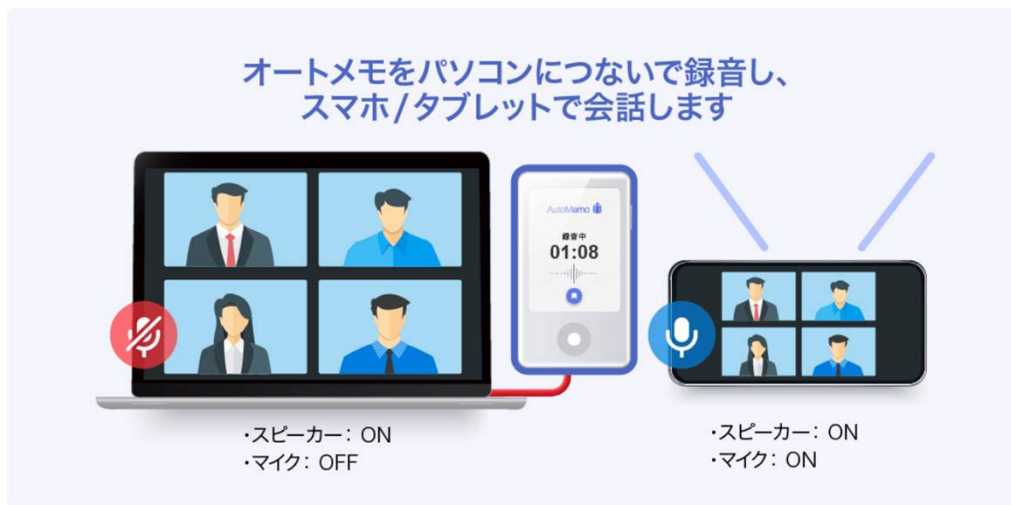 オートメモをパソコンにつないで録音し、
スマホ/タブレットで会話します
AutoMemo
録音中
01:08
・スピーカー： ON
・マイク： OFF
・スピーカー： ON
・マイク： ON